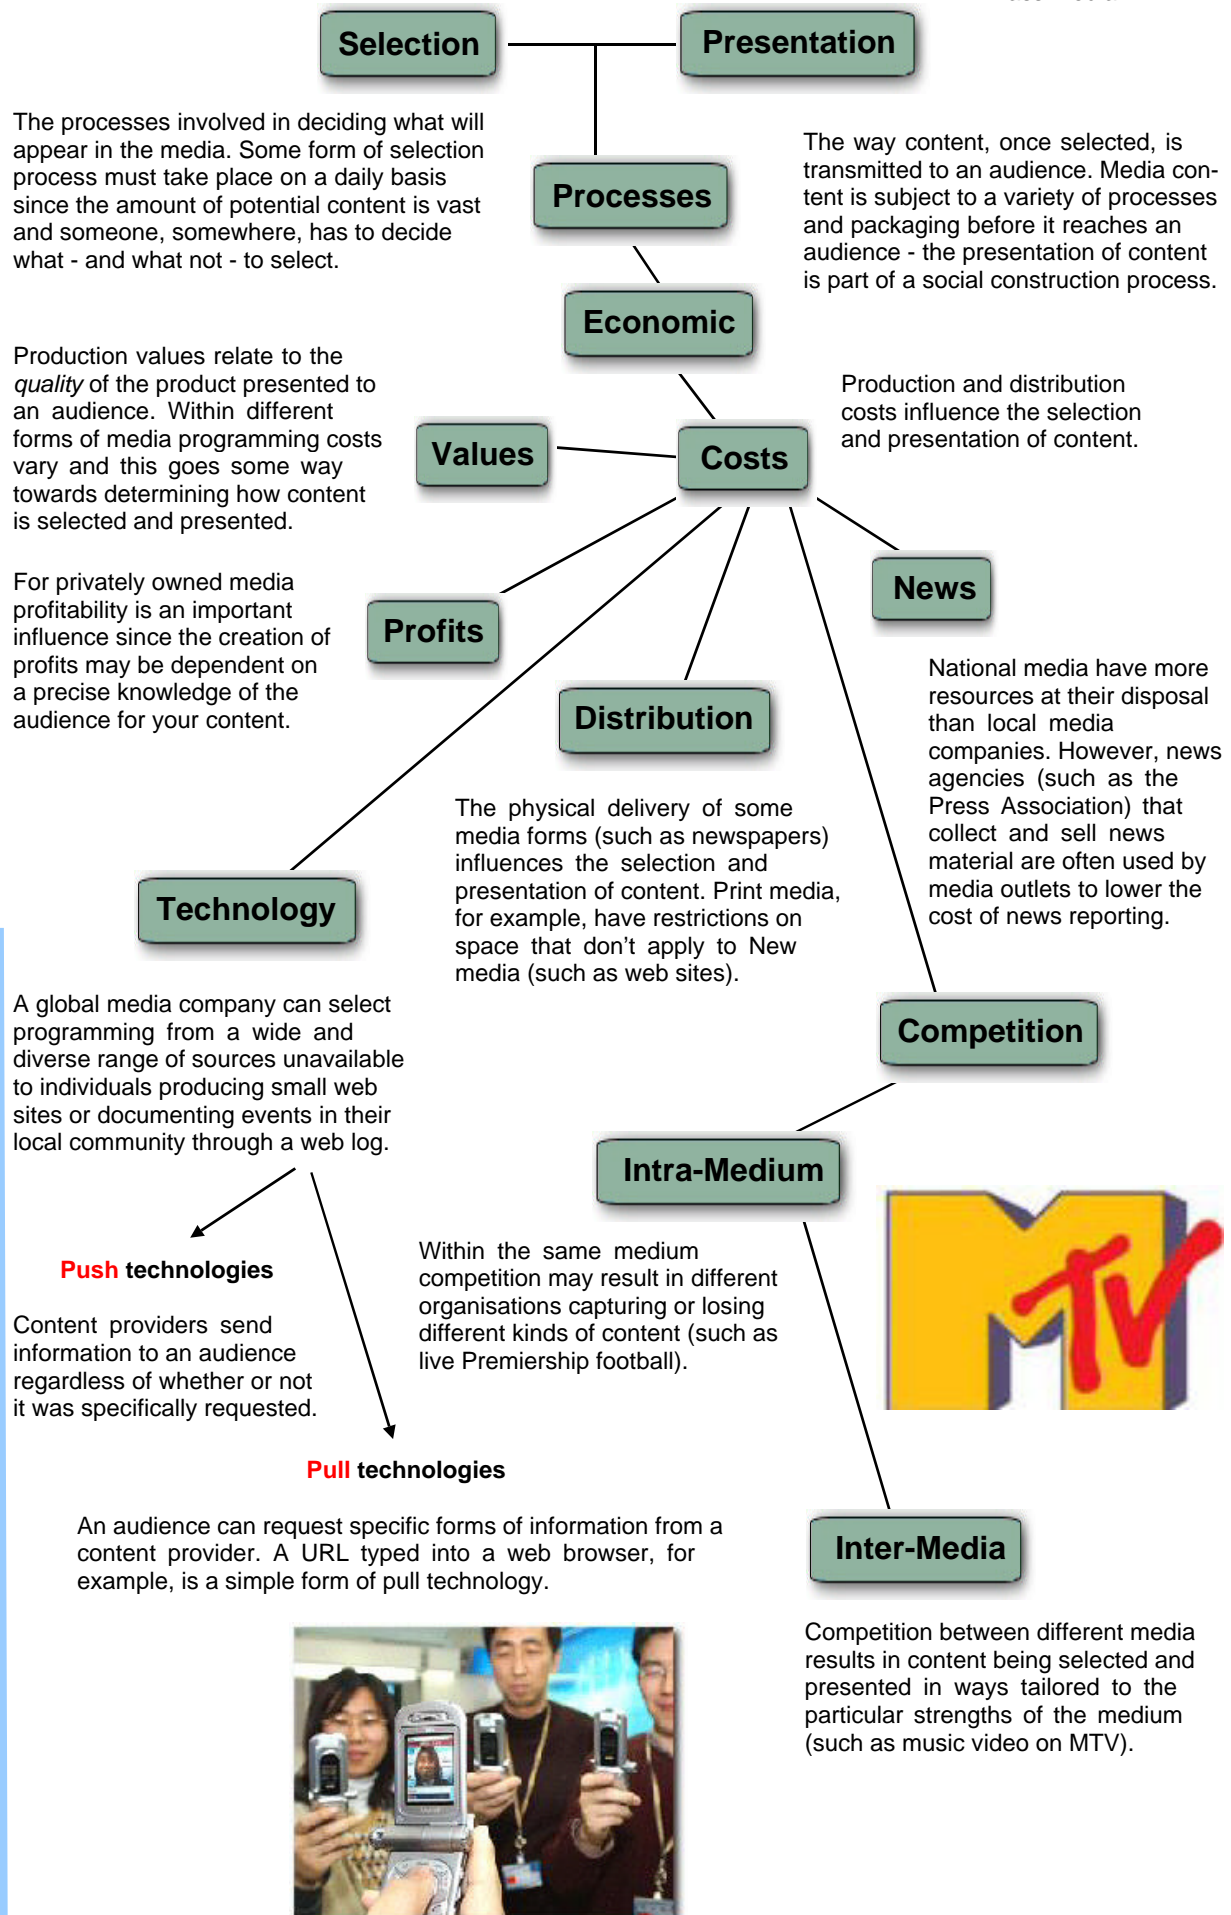 Selection
Presentation
The processes involved in deciding what will
appear in the media. Some form of selection
process must take place on a daily basis
since the amount of potential content is vast
and someone, somewhere, has to decide
what - and what not - to select.
Processes
The way content, once selected, is
transmitted to an audience. Media con-
tent is subject to a variety of processes
and packaging before it reaches an
audience - the presentation of content
is part of a social construction process.
Economic
Production values relate to the
quality of the product presented to
an audience. Within different
forms of media programming costs
vary and this goes some way
towards determining how content
is selected and presented.
Values
Costs
Production and distribution
costs influence the selection
and presentation of content.
For privately owned media
profitability is an important
influence since the creation of
profits may be dependent on
a precise knowledge of the
audience for your content.
Profits
News
Distribution
National media have more
resources at their disposal
than local media
companies. However, news
agencies (such as the
Press Association) that
collect and sell news
material are often used by
media outlets to lower the
cost of news reporting.
The physical delivery of some
media forms (such as newspapers)
influences the selection and
presentation of content. Print media,
for example, have restrictions on
space that don't apply to New
media (such as web sites).
Technology
A global media company can select
programming from a wide and
diverse range of sources unavailable
to individuals producing small web
sites or documenting events in their
local community through a web log.
Competition
Intra-Medium
MTV
Push technologies
Content providers send
information to an audience
regardless of whether or not
it was specifically requested.
Within the same medium
competition may result in different
organisations capturing or losing
different kinds of content (such as
live Premiership football).
Pull technologies
An audience can request specific forms of information from a
content provider. A URL typed into a web browser, for
example, is a simple form of pull technology.
Inter-Media
Competition between different media
results in content being selected and
presented in ways tailored to the
particular strengths of the medium
(such as music video on MTV).